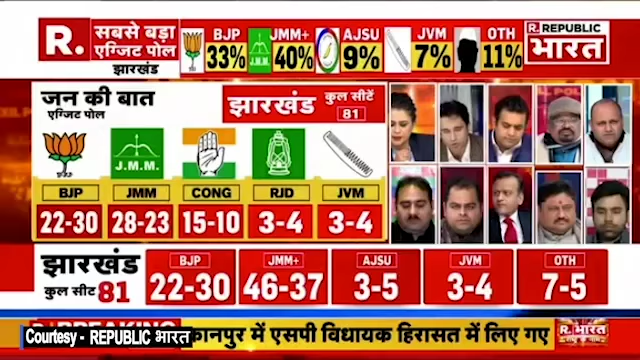 R.
सबसे बड़ा
एग्जिट पोल
झारखंड
BJP 33%
JMM+ 40%
AJSU 9%
JVM 7%
OTH 11%
R. REPUBLIC
भारत
जन की बात
एग्जिट पोल
झारखंड
कुल सीटें
81
J.M.M.
BJP JMM CONG RJD JVM
22-30 28-23 15-10 3-4 3-4
झारखंड
कुल सीट 81
BJP JMM+ AJSU JVM OTH
22-30 46-37 3-5 3-4 7-5
BREAKING
Courtesy - REPUBLIC भारत
कानपुर में एसपी विधायक हिरासत में लिए गए
R. भारत